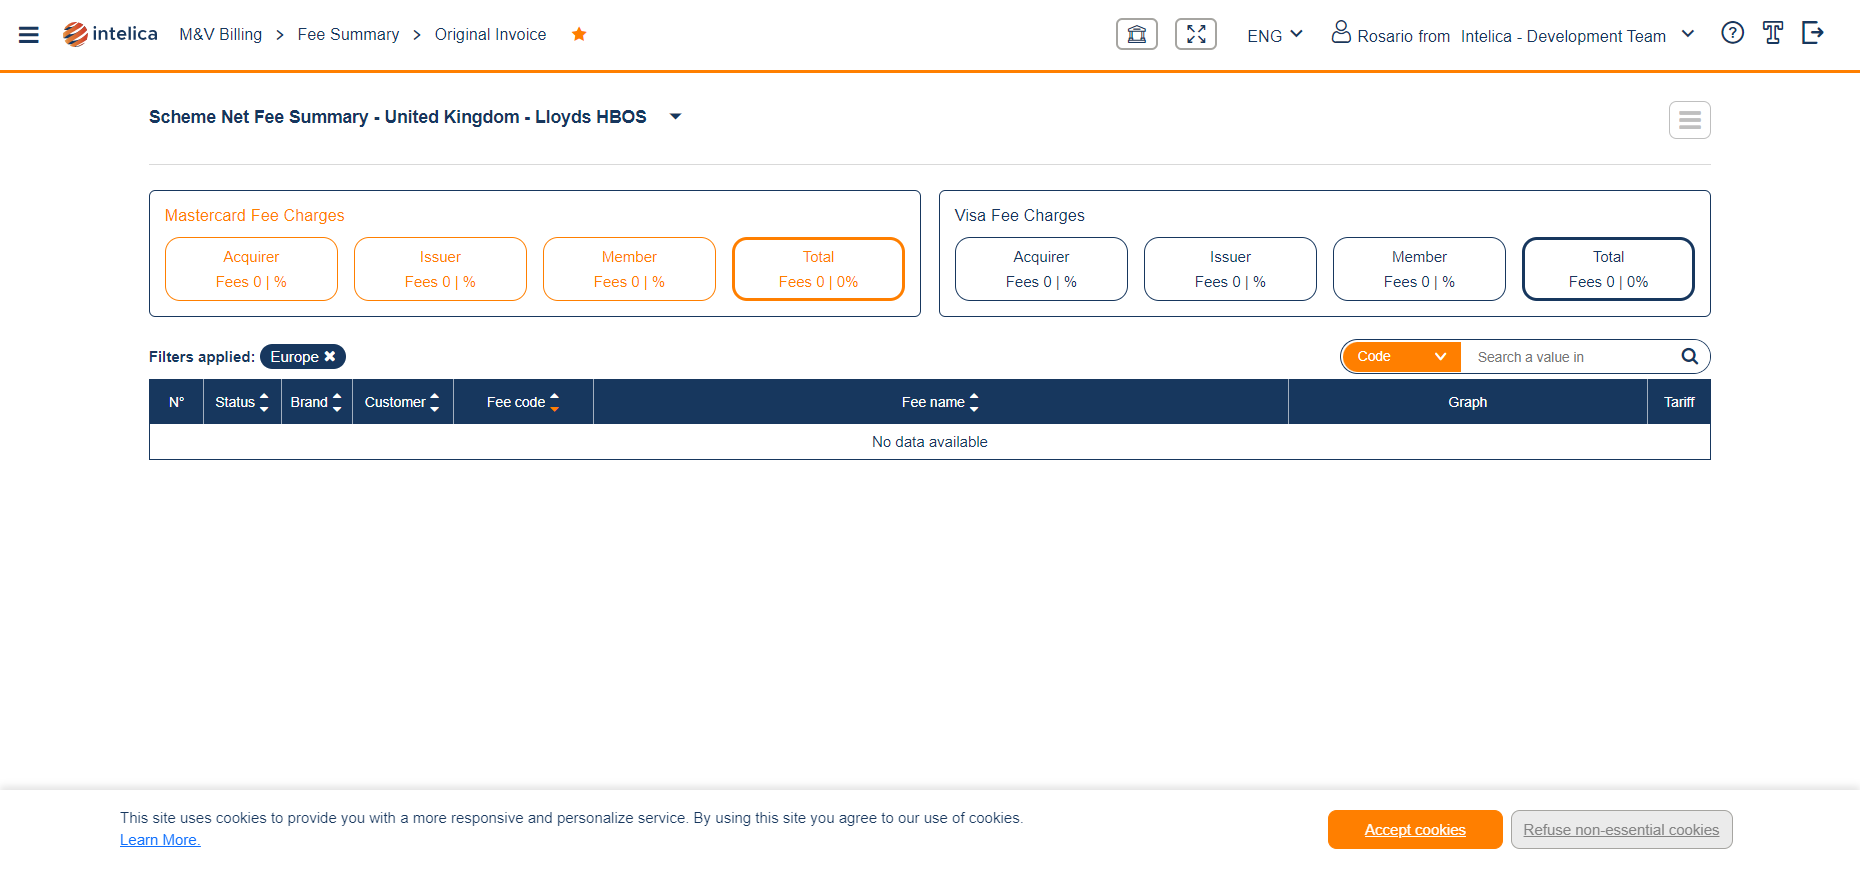 intelica M&V Billing > Fee Summary > Original Invoice ENG Rosario from Intelica - Development Team
Scheme Net Fee Summary - United Kingdom - Lloyds HBOS
Mastercard Fee Charges
Acquirer Issuer Member Total
Fees 0 | % Fees 0 | % Fees 0 | % Fees 0 | 0%
Visa Fee Charges
Acquirer Issuer Member Total
Fees 0 | % Fees 0 | % Fees 0 | % Fees 0 | 0%
Filters applied: Europe Code Search a value in
N° Status Brand Customer Fee code Fee name Graph Tariff
No data available
This site uses cookies to provide you with a more responsive and personalize service. By using this site you agree to our use of cookies.
Learn More.
Accept cookies Refuse non-essential cookies